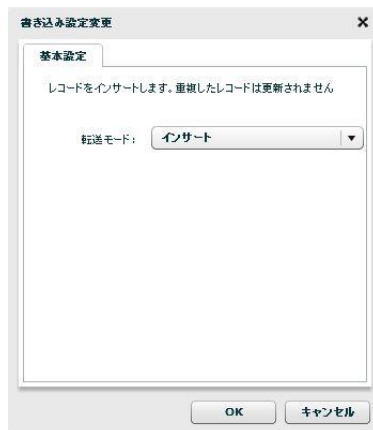 書き込み設定変更
基本設定
レコードをインサートします。重複したレコードは更新されません
転送モード: インサート
OK キャンセル